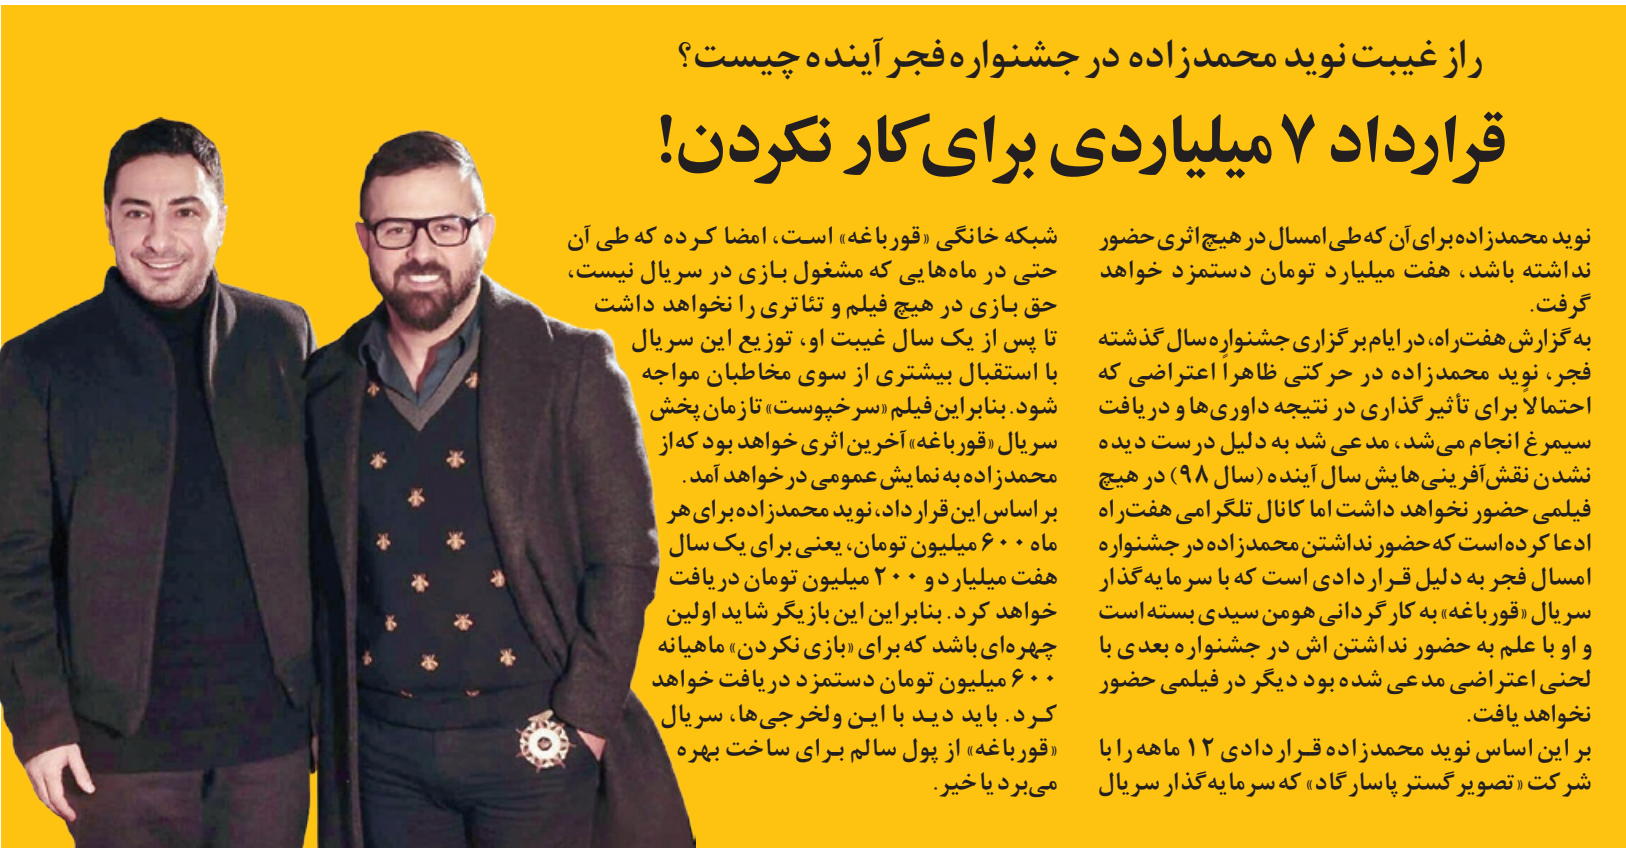 راز غیبت نوید محمدزاده در جشنواره فجر آینده چیست؟
قرارداد ۷ میلیاردی برای کار نکردن!
نوید محمدزاده برای آن که طی امسال در هیچ اثری حضور
نداشته باشد، هفت میلیارد تومان دستمزد خواهد
گرفت.
به گزارش هفت‌راه، در ایام برگزاری جشنواره سال گذشته
فجر، نوید محمدزاده در حرکتی ظاهراً اعتراضی که
احتمالاً برای تأثیرگذاری در نتیجه داوری‌ها و دریافت
سیمرغ انجام می‌شد، مدعی شد به دلیل درست دیده
نشدن نقش‌آفرینی‌هایش سال آینده (سال ۹۸) در هیچ
فیلمی حضور نخواهد داشت اما کانال تلگرامی هفت‌راه
ادعا کرده است که حضور نداشتن محمدزاده در جشنواره
امسال فجر به دلیل قراردادی است که با سرمایه‌گذار
سریال «قورباغه» به کارگردانی هومن سیدی بسته است
و او با علم به حضور نداشتن اش در جشنواره بعدی با
لحنی اعتراضی مدعی شده بود دیگر در فیلمی حضور
نخواهد یافت.
بر این اساس نوید محمدزاده قراردادی ۱۲ ماهه را با
شرکت «تصویر گستر پاسارگاد» که سرمایه‌گذار سریال
شبکه خانگی «قورباغه» است، امضا کرده که طی آن
حتی در ماه‌هایی که مشغول بازی در سریال نیست،
حق بازی در هیچ فیلم و تئاتری را نخواهد داشت
تا پس از یک سال غیبت او، توزیع این سریال
با استقبال بیشتری از سوی مخاطبان مواجه
شود. بنابراین فیلم «سرخپوست» تا زمان پخش
سریال «قورباغه» آخرین اثری خواهد بود که از
محمدزاده به نمایش عمومی در خواهد آمد.
بر اساس این قرارداد، نوید محمدزاده برای هر
ماه ۶۰۰ میلیون تومان، یعنی برای یک سال
هفت میلیارد و ۲۰۰ میلیون تومان دریافت
خواهد کرد. بنابراین این بازیگر شاید اولین
چهره‌ای باشد که برای «بازی نکردن» ماهیانه
۶۰۰ میلیون تومان دستمزد دریافت خواهد
کرد. باید دید با این ولخرجی‌ها، سریال
«قورباغه» از پول سالم برای ساخت بهره
می‌برد یا خیر.